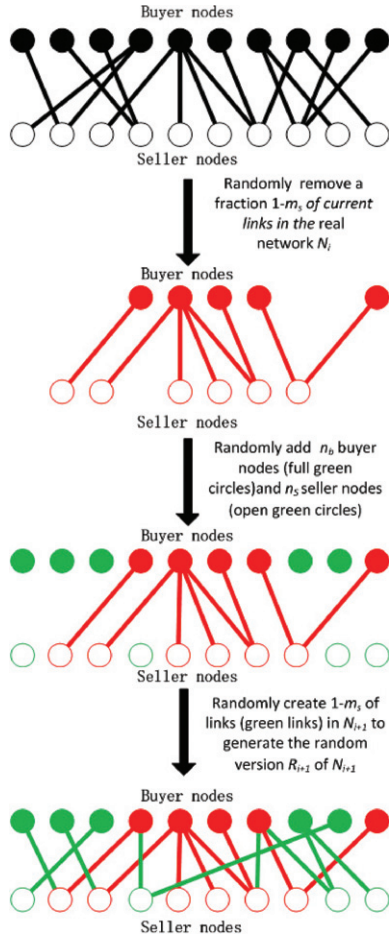 Buyer nodes
Seller nodes
Randomly remove a
fraction 1-ms of current
links in the real
network Ni
Buyer nodes
Seller nodes
Randomly add nb buyer
nodes (full green
circles)and ns seller nodes
(open green circles)
Buyer nodes
Seller nodes
Randomly create 1-ms of
links (green links) in Ni+1 to
generate the random
version Ri+1 of Ni+1
Buyer nodes
Seller nodes